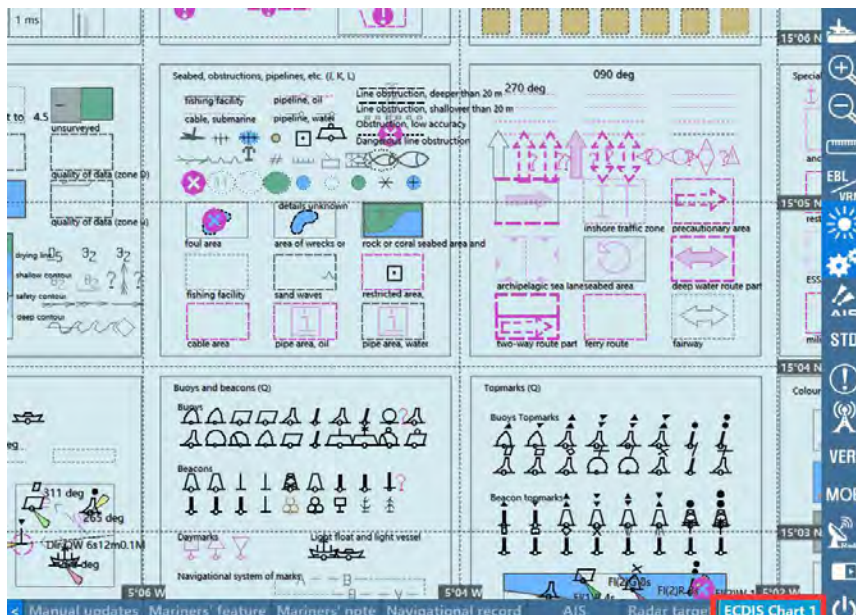 1 ms
15°06 N
Seabed, obstructions, pipelines, etc. (J, K, L)
fishing facility
pipeline, oil
Line obstruction, deeper than 20 m
cable, submarine
pipeline, water
Line obstruction, shallower than 20 m
Obstruction, low accuracy
Dangerous line obstruction
270 deg
090 deg
Special
4.5
unsurveyed
quality of data (zone D)
quality of data (zone
EBL
VRM
15°05 N
details unknown
foul area
area of wrecks or
rock or coral seabed area and
inshore traffic zone
precautionary area
drying line
shallow contour
safety contour
deep contour
fishing facility
sand waves
restricted area,
archipelagic sea lane
seabed area
deep water route part
ESS
AIS
STD
cable area
pipe area, oil
pipe area, water
two-way route part
ferry route
fairway
mili
15°04 N
Buoys and beacons (Q)
Topmarks (Q)
Colour
Buoys
Buoys Topmarks
VER
Beacons
Beacon topmarks
MOB
311 deg
265 deg
15°03 N
Daymarks
Light float and light vessel
Navigational system of marks
A
B
5°06 W
5°04 W
5°02 W
< Manual updates
Mariners' feature
Mariners' note
Navigational record
AIS
Radar target
ECDIS Chart 1